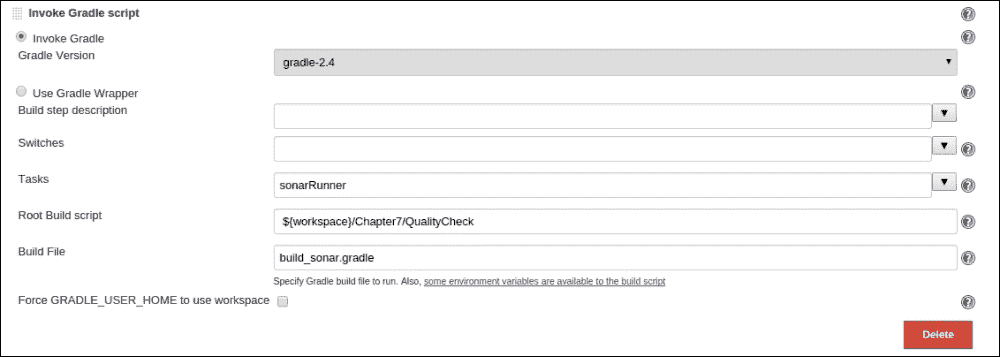 Invoke Gradle script
Invoke Gradle
Gradle Version
gradle-2.4
Use Gradle Wrapper
Build step description
Switches
Tasks
sonarRunner
Root Build script
${workspace}/Chapter7/QualityCheck
Build File
build_sonar.gradle
Specify Gradle build file to run. Also, some environment variables are available to the build script
Force GRADLE_USER_HOME to use workspace
Delete